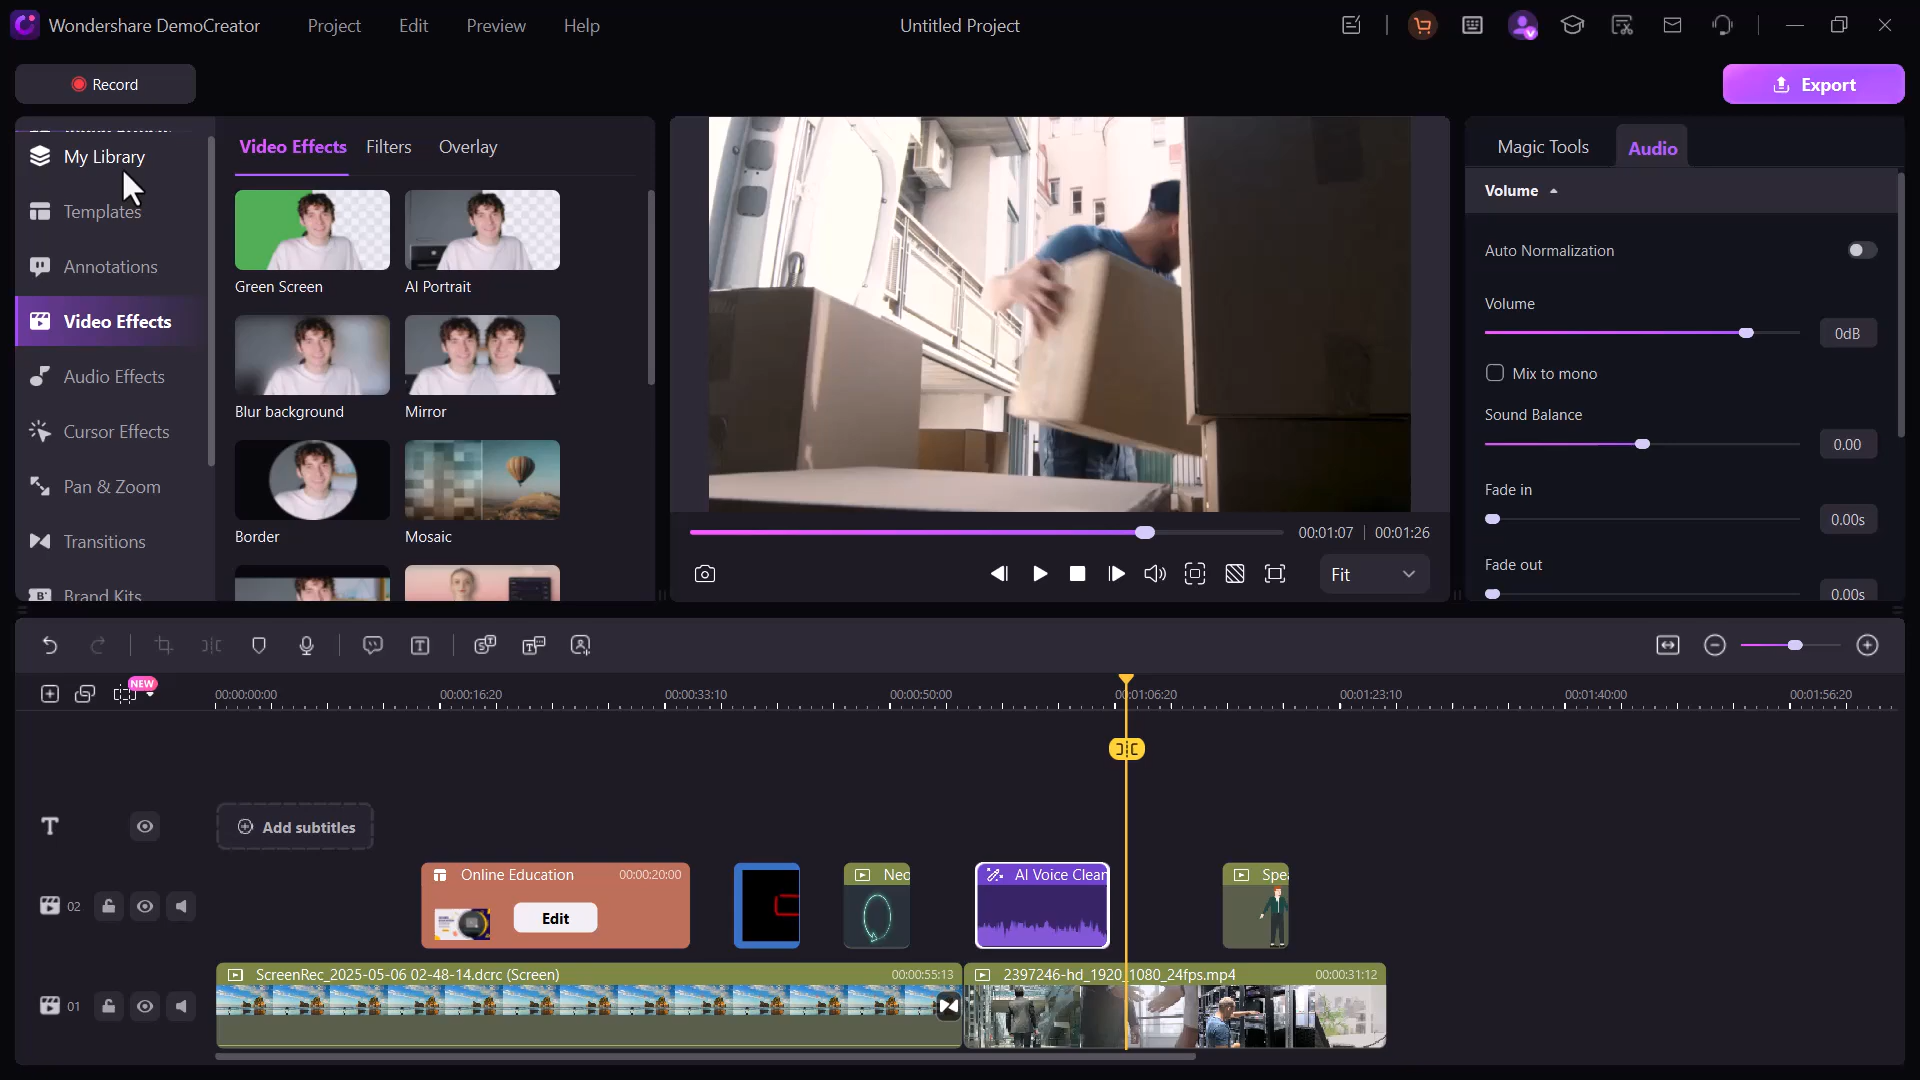 Wondershare DemoCreator
Project
Edit
Preview
Help
Untitled Project
Record
Export
My Library
Templates
Annotations
Video Effects
Audio Effects
Cursor Effects
Pan & Zoom
Transitions
Brand Kits
Video Effects
Filters
Overlay
Green Screen
AI Portrait
Blur background
Mirror
Border
Mosaic
00:01:07 | 00:01:26
Fit
Magic Tools
Audio
Volume
Auto Normalization
Volume
0dB
Mix to mono
Sound Balance
0.00
Fade in
0.00s
Fade out
0.00s
NEW
00:00:00:00
00:00:16:20
00:00:33:10
00:00:50:00
00:01:06:20
00:01:23:10
00:01:40:00
00:01:56:20
Add subtitles
02
Online Education
00:00:20:00
Edit
Neo
AI Voice Clean
Spea
01
ScreenRec_2025-05-06 02-48-14.dcrc (Screen)
00:00:55:13
2397246-hd_1920_1080_24fps.mp4
00:00:31:12